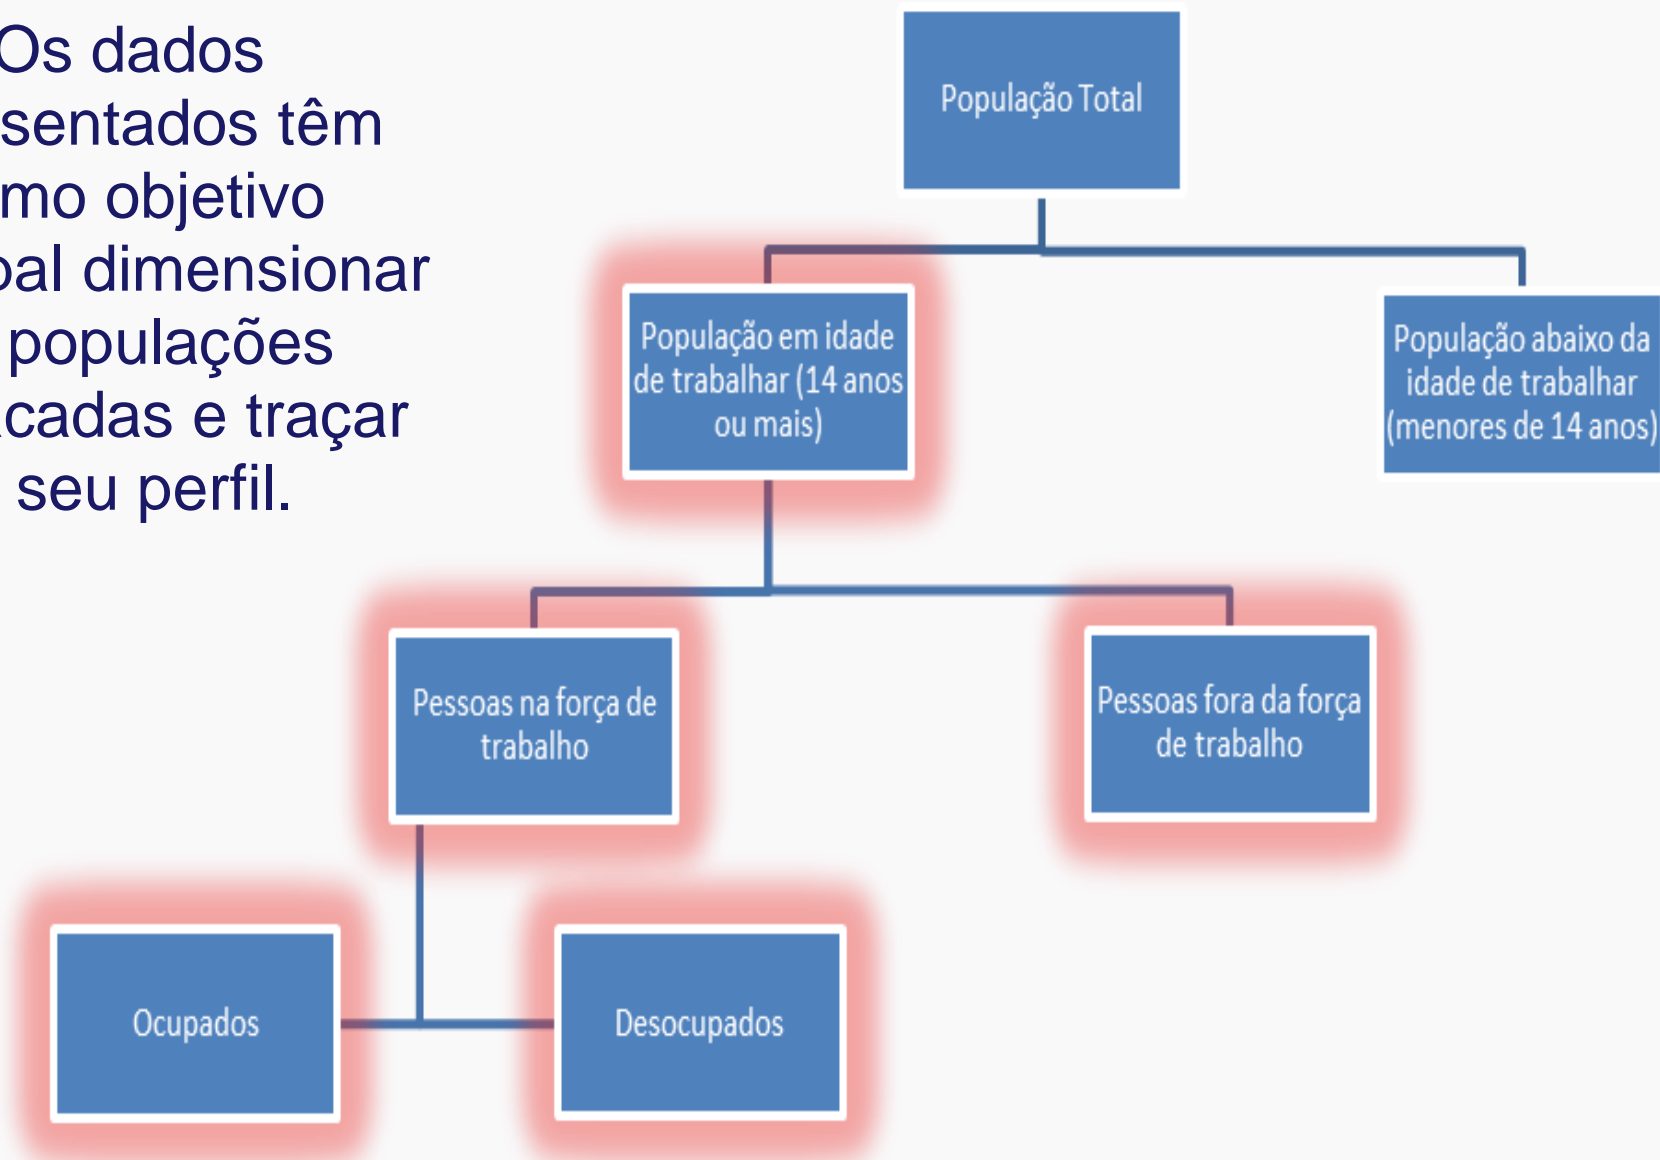 Os dados
sentados têm
mo objetivo
pal dimensionar
populações
cadas e traçar
seu perfil.
População Total
População em idade
de trabalhar (14 anos
ou mais)
População abaixo da
idade de trabalhar
(menores de 14 anos)
Pessoas na força de
trabalho
Pessoas fora da força
de trabalho
Ocupados
Desocupados